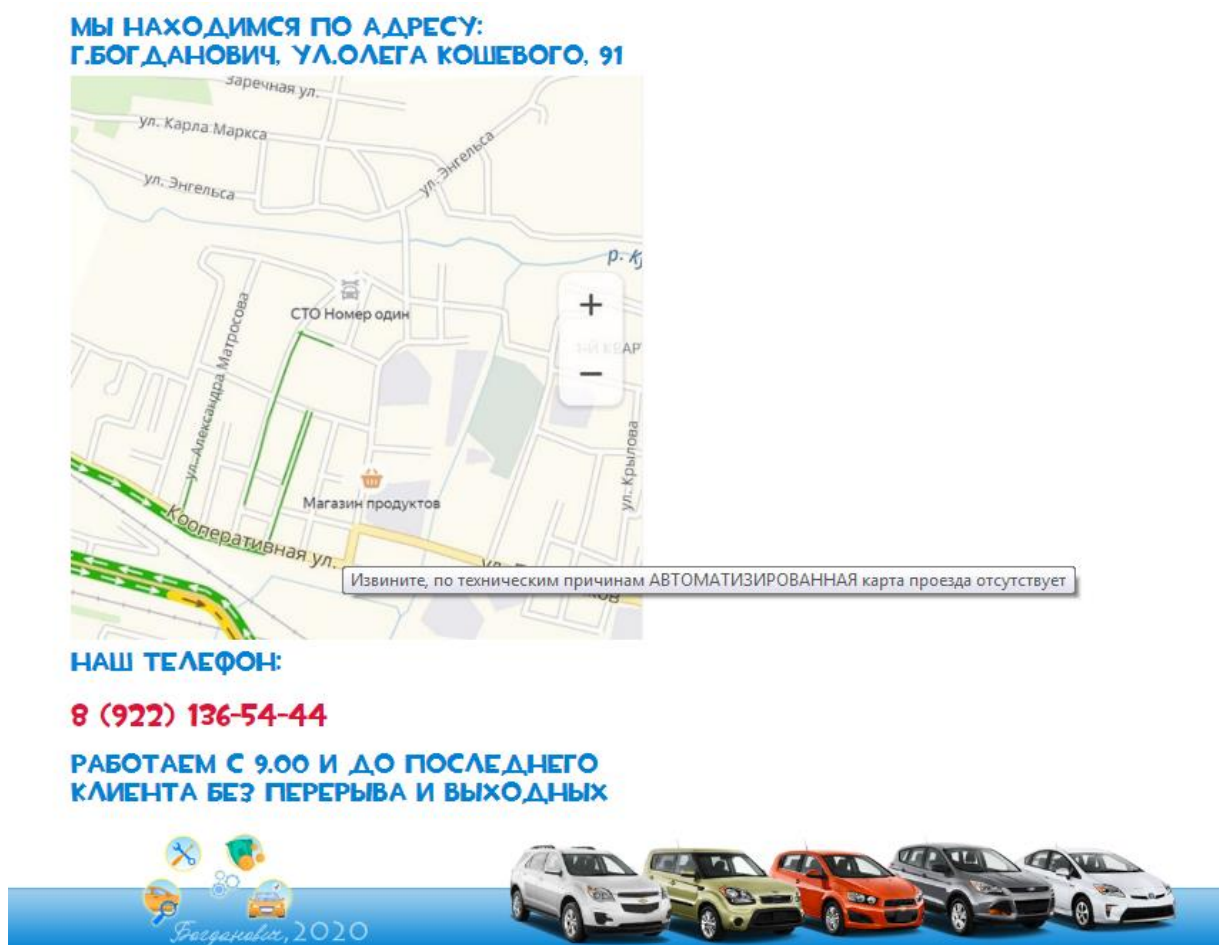 МЫ НАХОДИМСЯ ПО АДРЕСУ:
Г.БОГДАНОВИЧ, УЛ.ОЛЕГА КОШЕВОГО, 91
Заречная ул.
ул. Карла Маркса
ул. Энгельса
ул. Энгельса
р.
СТО Номер один
ул. Александра Матросова
ул. Крылова
Магазин продуктов
Кооперативная ул.
Извините, по техническим причинам АВТОМАТИЗИРОВАННАЯ карта проезда отсутствует
НАШ ТЕЛЕФОН:
8 (922) 136-54-44
РАБОТАЕМ С 9.00 И ДО ПОСЛЕДНЕГО
КЛИЕНТА БЕЗ ПЕРЕРЫВА И ВЫХОДНЫХ
Богданович, 2020